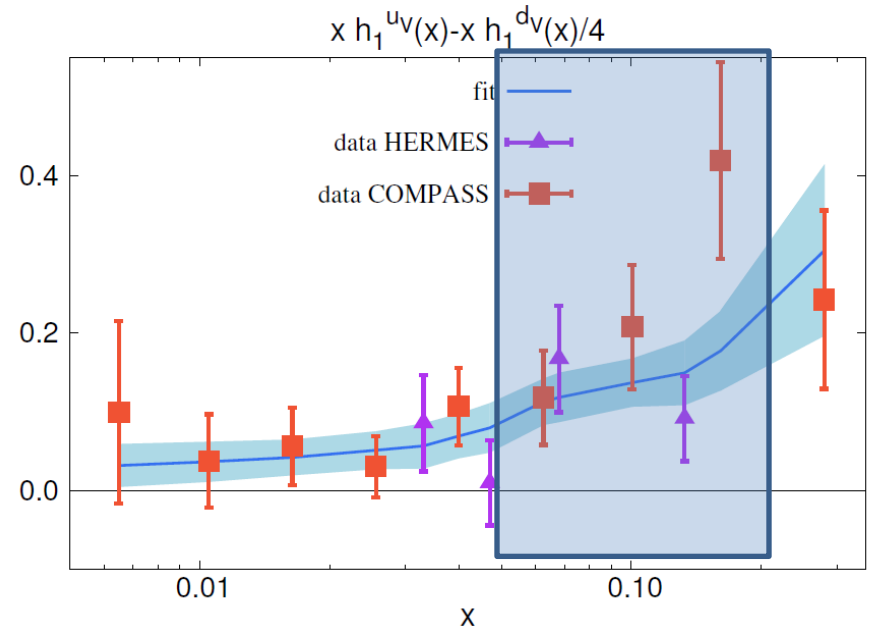 x h₁ᵘⱽ(x)-x h₁ᵈⱽ(x)/4
fit
data HERMES
data COMPASS
0.4
0.2
0.0
0.01 0.10
x